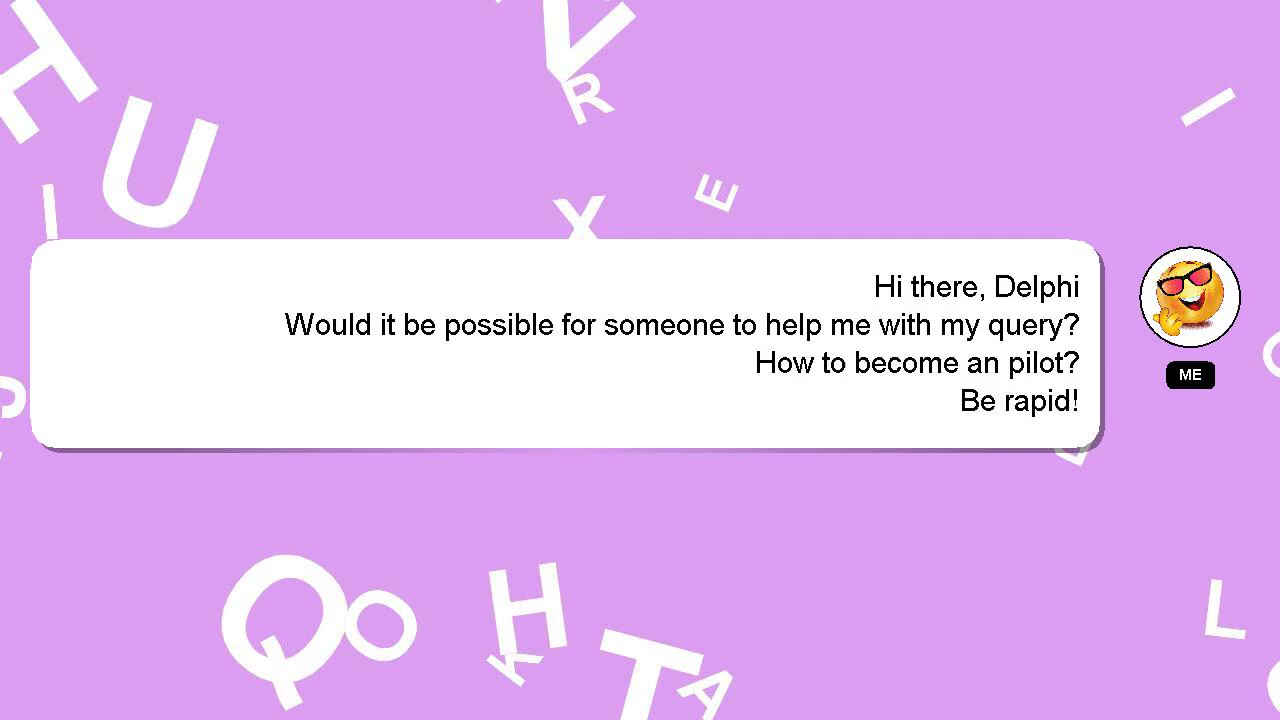 Hi there, Delphi
Would it be possible for someone to help me with my query?
How to become an pilot?
Be rapid!
ME
H
U
I
V
R
X
E
I
Q
O
H
K
T
A
L